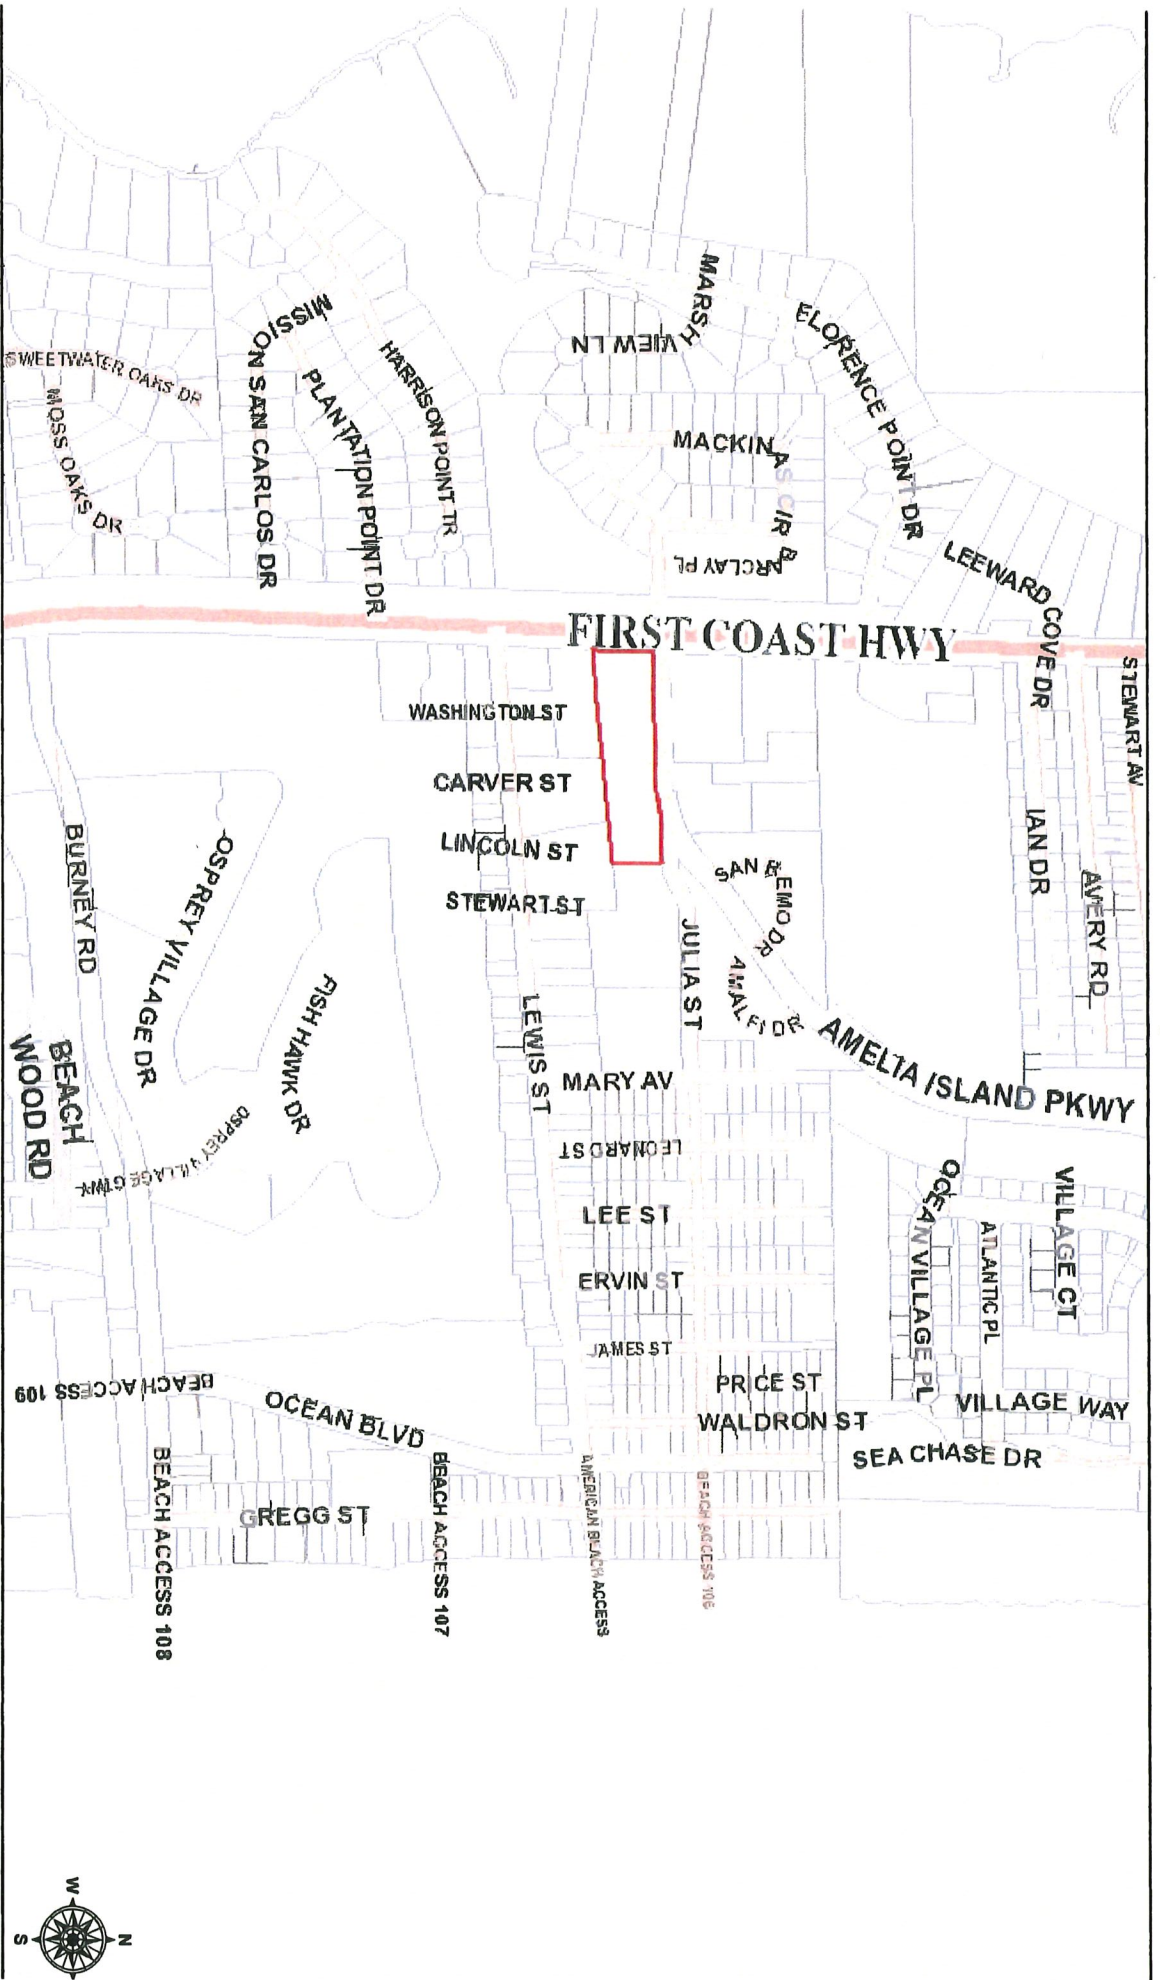 MARSH VIEW LN
FLORENCE POINT DR
MISSION SAN CARLOS DR
HARRISON POINT TR
PLANTATION POINT DR
SWEETWATER OAKS DR
MOSS OAKS DR
MACKINAS CIR
BARCLAY PL
LEEWARD COVE DR
FIRST COAST HWY
STEWART AV
WASHINGTON ST
CARVER ST
LINCOLN ST
STEWART ST
IAN DR
AVERY RD
SAN REMO DR
AMALFI DR
JULIA ST
BURNEY RD
OSPREY VILLAGE DR
FISH HAWK DR
LEWIS ST
AMELIA ISLAND PKWY
BEACH
WOOD RD
MARY AV
LEONARD ST
OSPREY VILLAGE GTWY
LEE ST
OCEAN VILLAGE PL
ATLANTIC PL
VILLAGE CT
ERVIN ST
JAMES ST
PRICE ST
BEACH ACCESS 109
OCEAN BLVD
WALDRON ST
VILLAGE WAY
SEA CHASE DR
BEACH ACCESS 108
GREGG ST
BEACH ACCESS 107
AMERICAN BEACH ACCESS
BEACH ACCESS 106
W
S
N